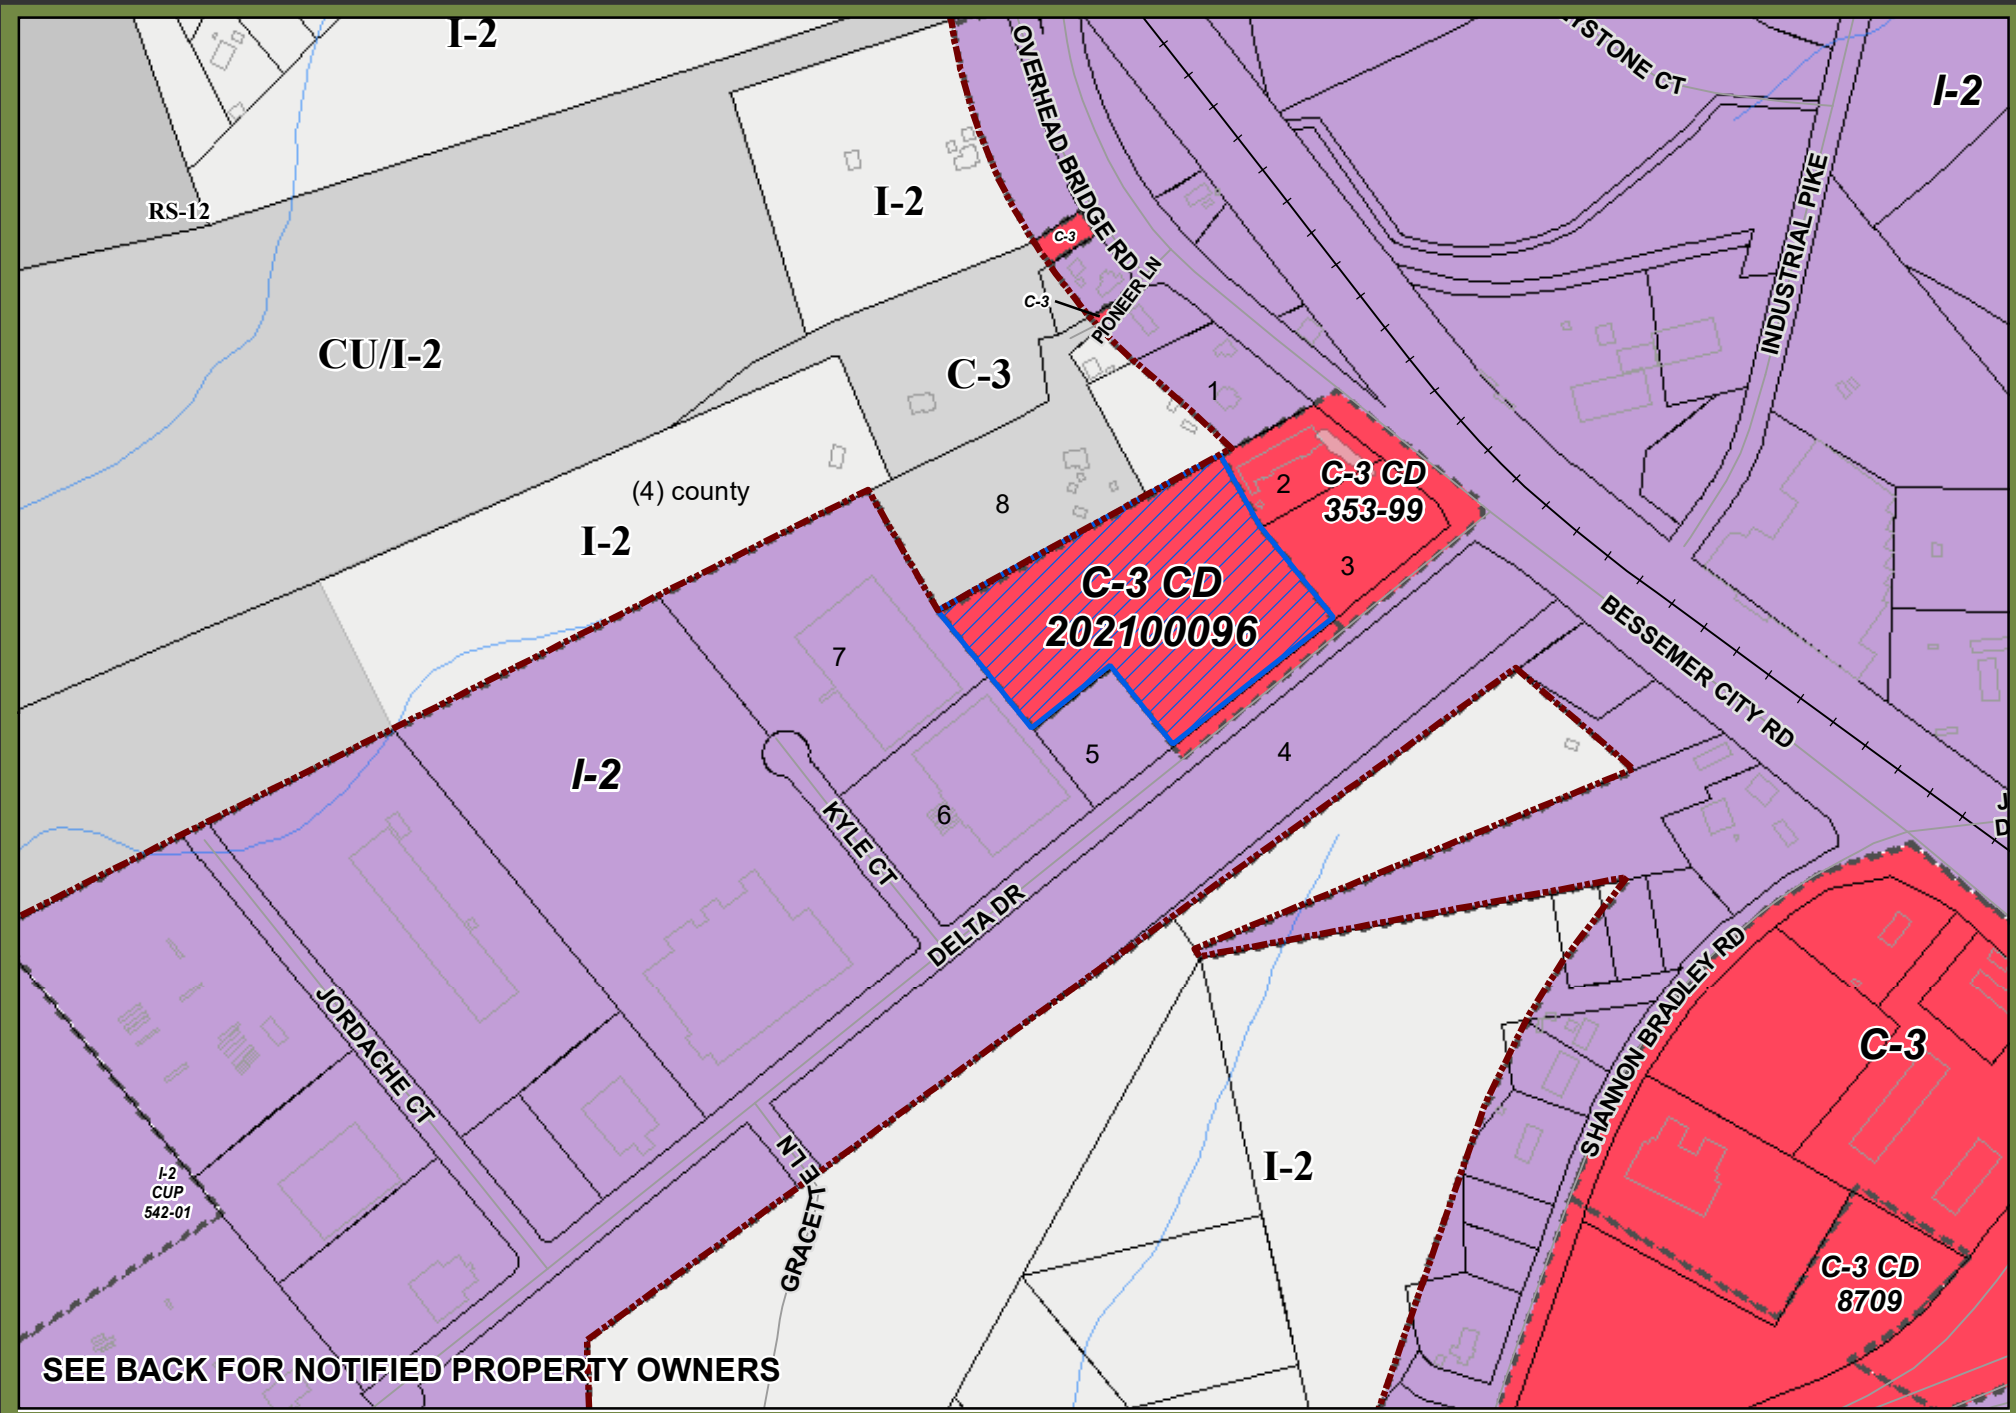 I-2
OVERHEAD BRIDGE RD
YSTONE CT
I-2
RS-12
I-2
C-3
INDUSTRIAL PIKE
C-3
PIONEER LN
CU/I-2
C-3
1
(4) county
8
2
C-3 CD
353-99
I-2
3
C-3 CD
202100096
BESSEMER CITY RD
7
I-2
5
4
6
KYLE CT
J
D
DELTA DR
SHANNON BRADLEY RD
JORDACHE CT
C-3
I-2
CUP
542-01
GRACETTE LN
I-2
C-3 CD
8709
SEE BACK FOR NOTIFIED PROPERTY OWNERS